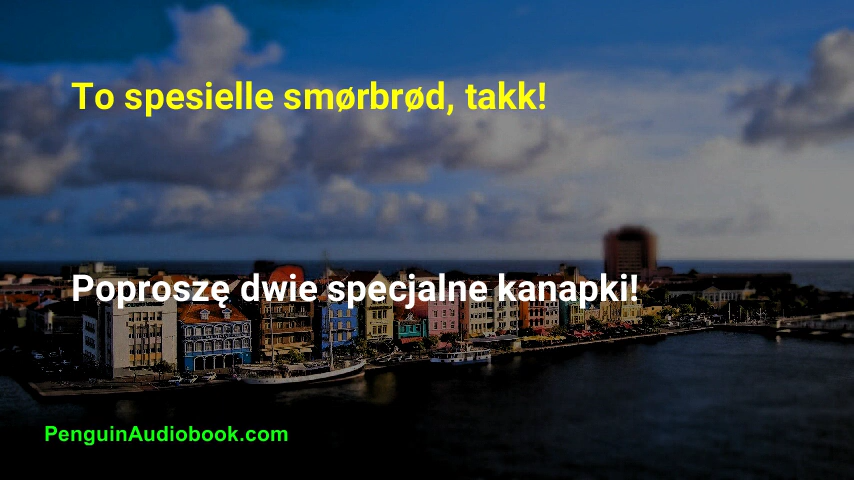 To spesielle smørbrød, takk!
Poproszę dwie specjalne kanapki!
PenguinAudiobook.com